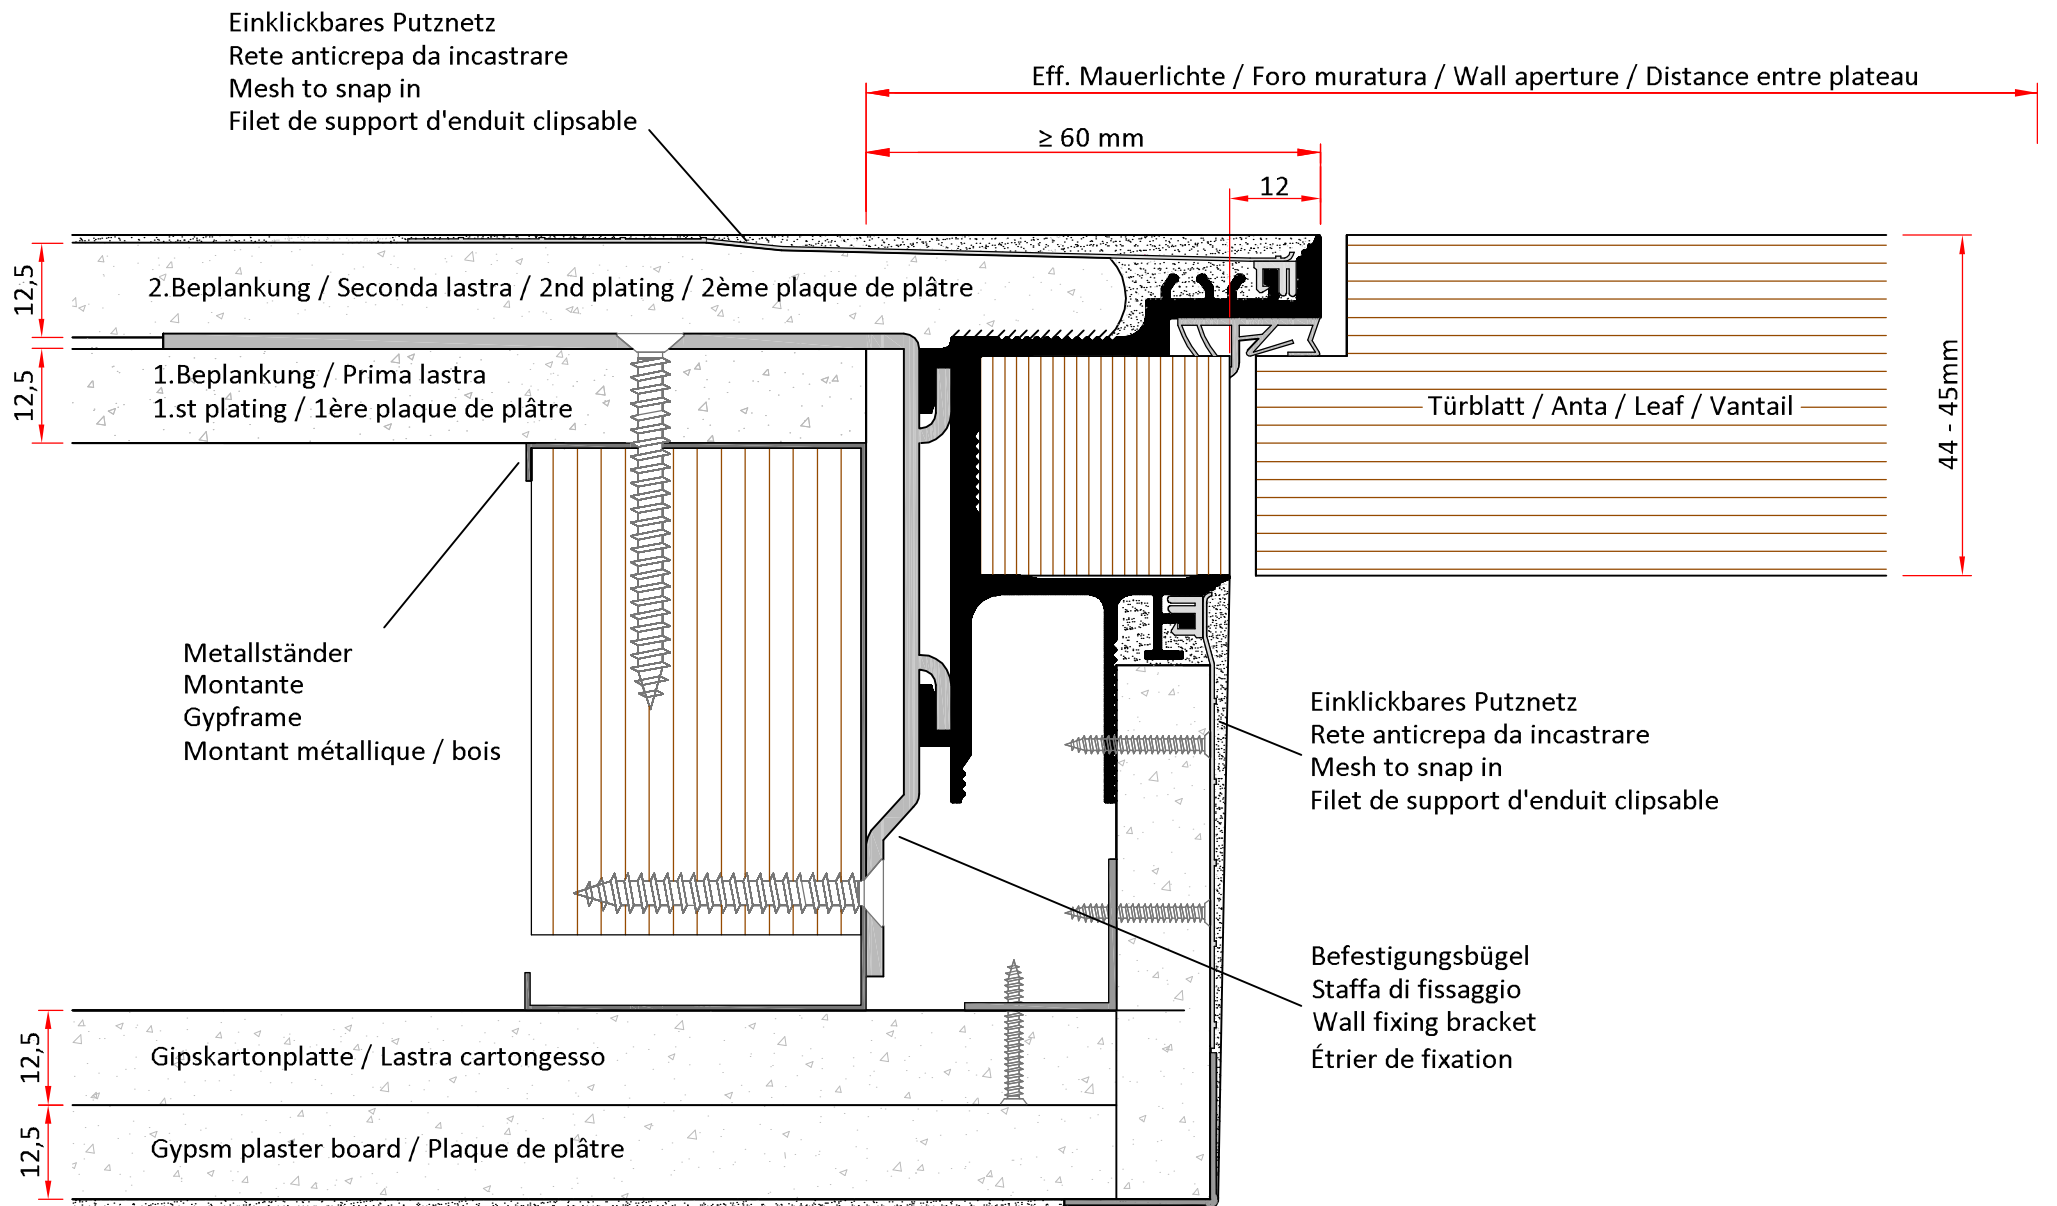 Einklickbares Putznetz
Rete anticrepa da incastrare
Mesh to snap in
Filet de support d'enduit clipsable
Eff. Mauerlichte / Foro muratura / Wall aperture / Distance entre plateau
≥ 60 mm
12
12,5
2.Beplankung / Seconda lastra / 2nd plating / 2ème plaque de plâtre
12,5
1.Beplankung / Prima lastra
1.st plating / 1ère plaque de plâtre
Türblatt / Anta / Leaf / Vantail
44 - 45mm
Metallständer
Montante
Gypframe
Montant métallique / bois
Einklickbares Putznetz
Rete anticrepa da incastrare
Mesh to snap in
Filet de support d'enduit clipsable
Befestigungsbügel
Staffa di fissaggio
Wall fixing bracket
Étrier de fixation
12,5
Gipskartonplatte / Lastra cartongesso
12,5
Gypsm plaster board / Plaque de plâtre